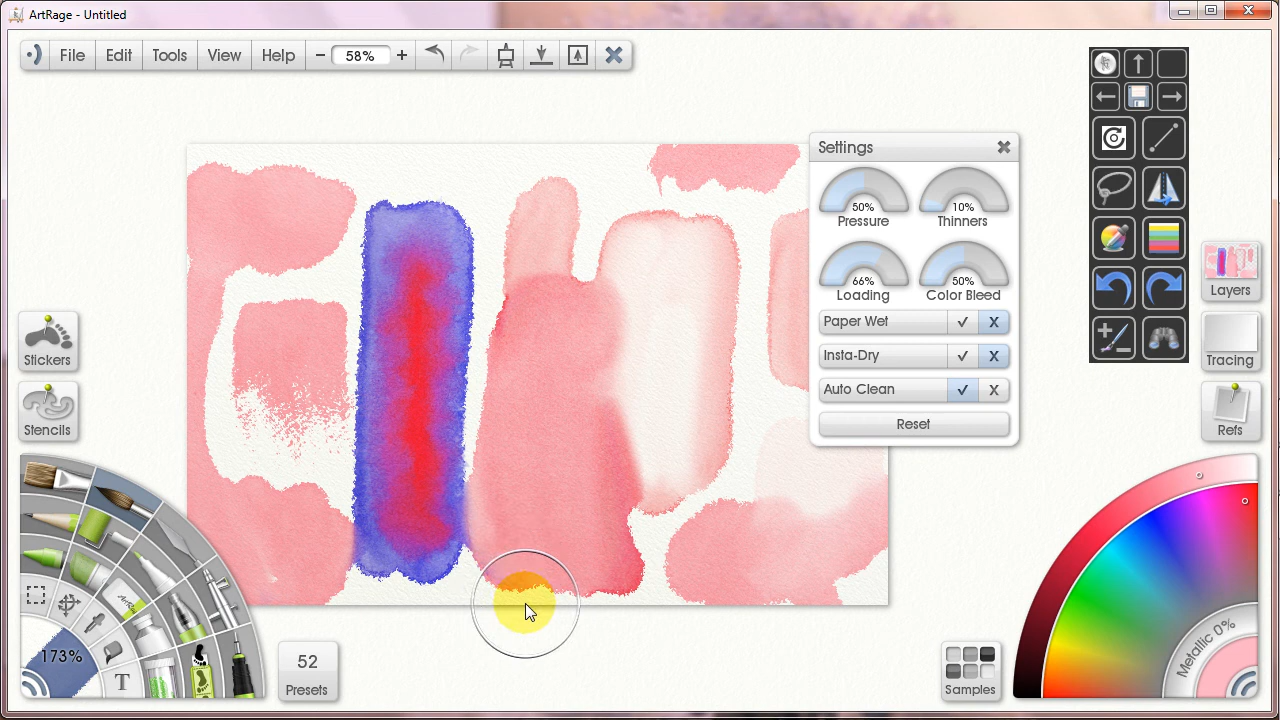 ArtRage - Untitled
File Edit Tools View Help − 58% +
Settings
50% 10%
Pressure Thinners
66% 50%
Loading Color Bleed
Paper Wet
Insta-Dry
Auto Clean
Reset
Stickers
Stencils
Layers
Tracing
Refs
173%
T
52
Presets
Samples
Metallic 0%